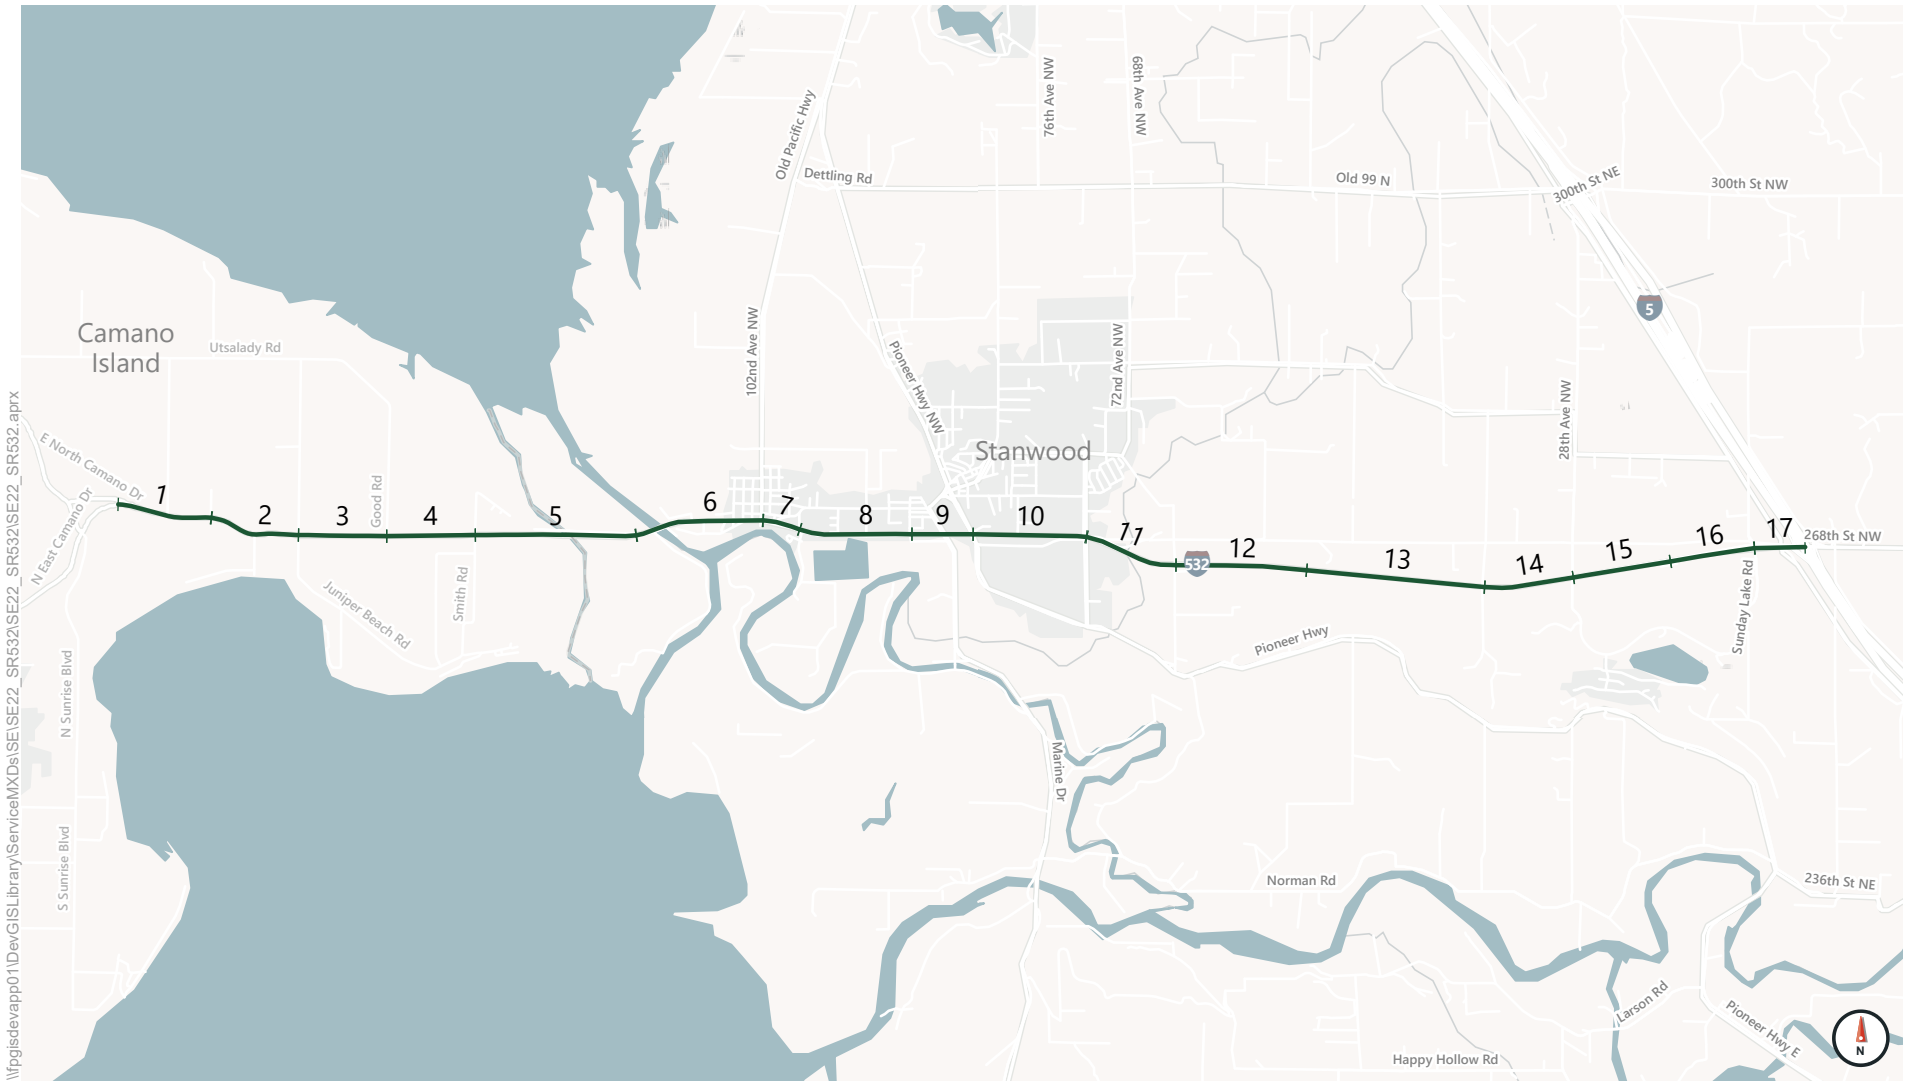 76th Ave NW
68th Ave NW
Old Pacific Hwy
Dettling Rd
Old 99 N
300th St NE
300th St NW
5
Camano
Island
Utsalady Rd
102nd Ave NW
Pioneer Hwy NW
72nd Ave NW
28th Ave NW
Stanwood
E North Camano Dr
N East Camano Dr
Good Rd
1
2
3
4
5
6
7
8
9
10
11
532
12
13
14
15
16
17
268th St NW
Juniper Beach Rd
Smith Rd
Sunday Lake Rd
Pioneer Hwy
N Sunrise Blvd
Marine Dr
S Sunrise Blvd
Norman Rd
236th St NE
Larson Rd
Pioneer Hwy E
Happy Hollow Rd
N
\\fpgisdevapp01\DevGISLibrary\ServiceMXDs\SE\SE22_SR532\SE22_SR532\SE22_SR532.aprx